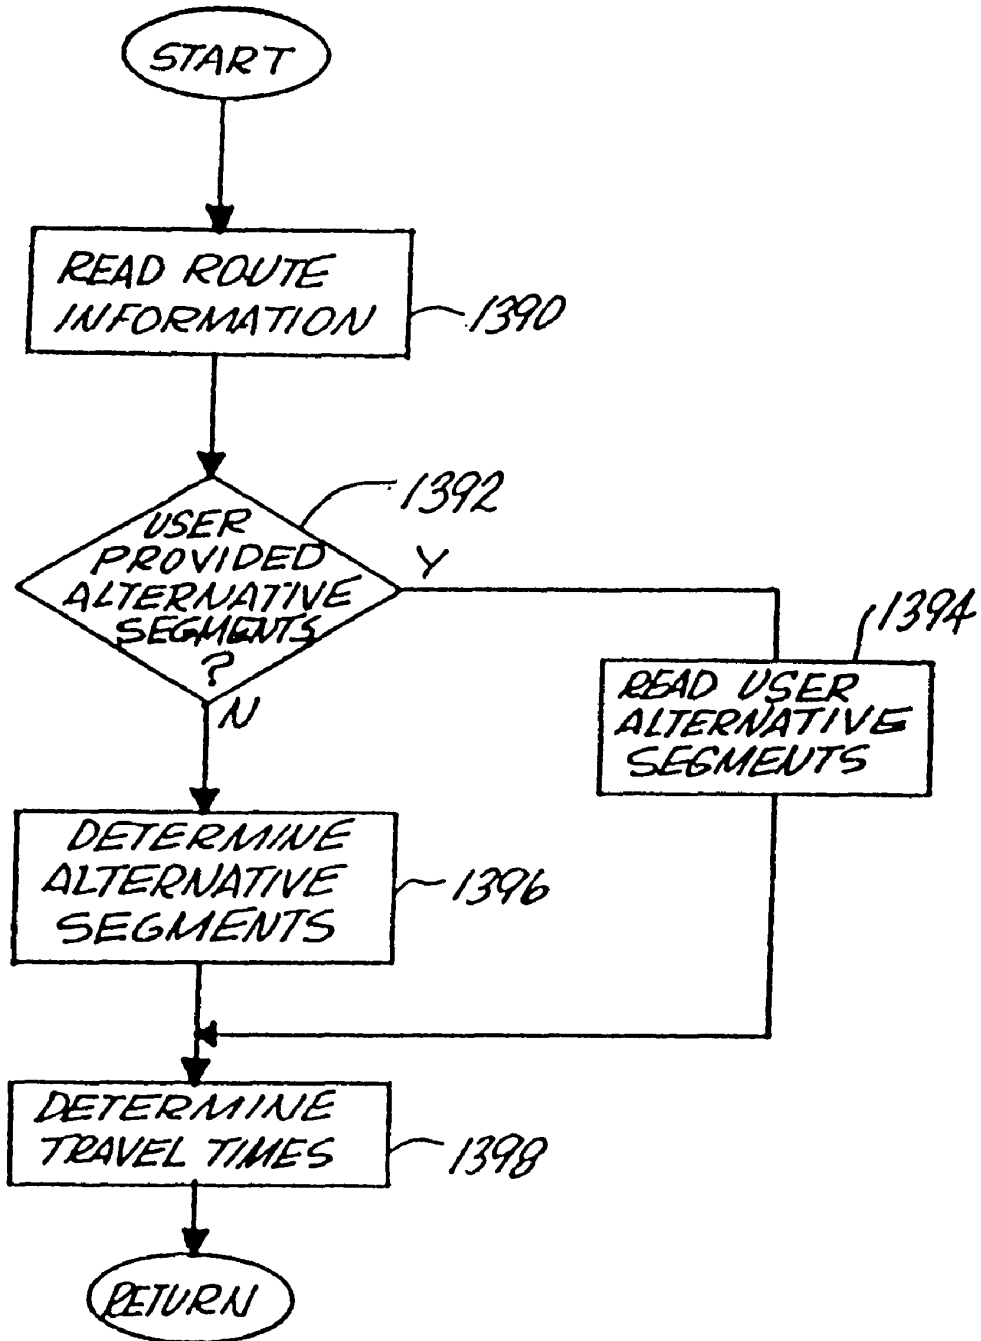 START
READ ROUTE
INFORMATION
1390
1392
USER
PROVIDED
ALTERNATIVE
SEGMENTS
?
Y
N
1394
READ USER
ALTERNATIVE
SEGMENTS
DETERMINE
ALTERNATIVE
SEGMENTS
1396
DETERMINE
TRAVEL TIMES
1398
RETURN